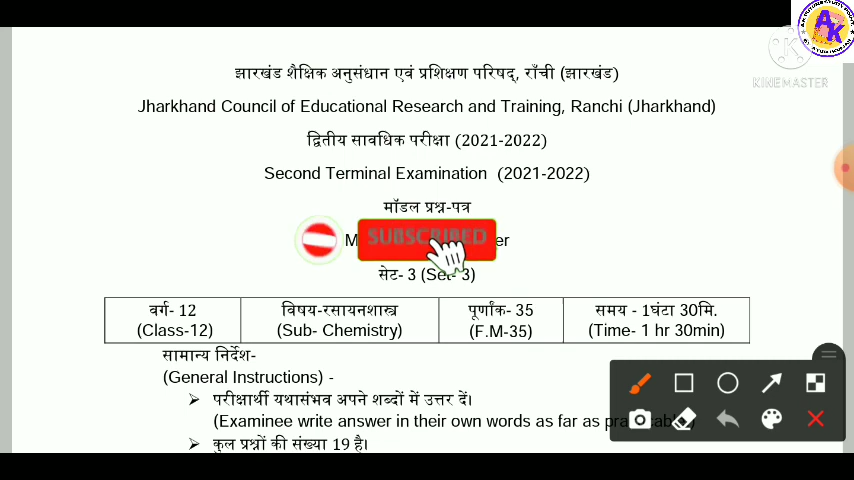 झारखंड शैक्षिक अनुसंधान एवं प्रशिक्षण परिषद्, राँची (झारखंड)
Jharkhand Council of Educational Research and Training, Ranchi (Jharkhand)
द्वितीय सावधिक परीक्षा (2021-2022)
Second Terminal Examination (2021-2022)
मॉडल प्रश्न-पत्र
SUBSCRIBED
सेट- 3 (Set- 3)
वर्ग- 12 विषय-रसायनशास्त्र पूर्णांक- 35 समय - 1घंटा 30मि.
(Class-12) (Sub- Chemistry) (F.M-35) (Time- 1 hr 30min)
सामान्य निर्देश-
(General Instructions) -
➢ परीक्षार्थी यथासंभव अपने शब्दों में उत्तर दें।
(Examinee write answer in their own words as far as
➢ कुल प्रश्नों की संख्या 19 है।
AK
KINEMASTER